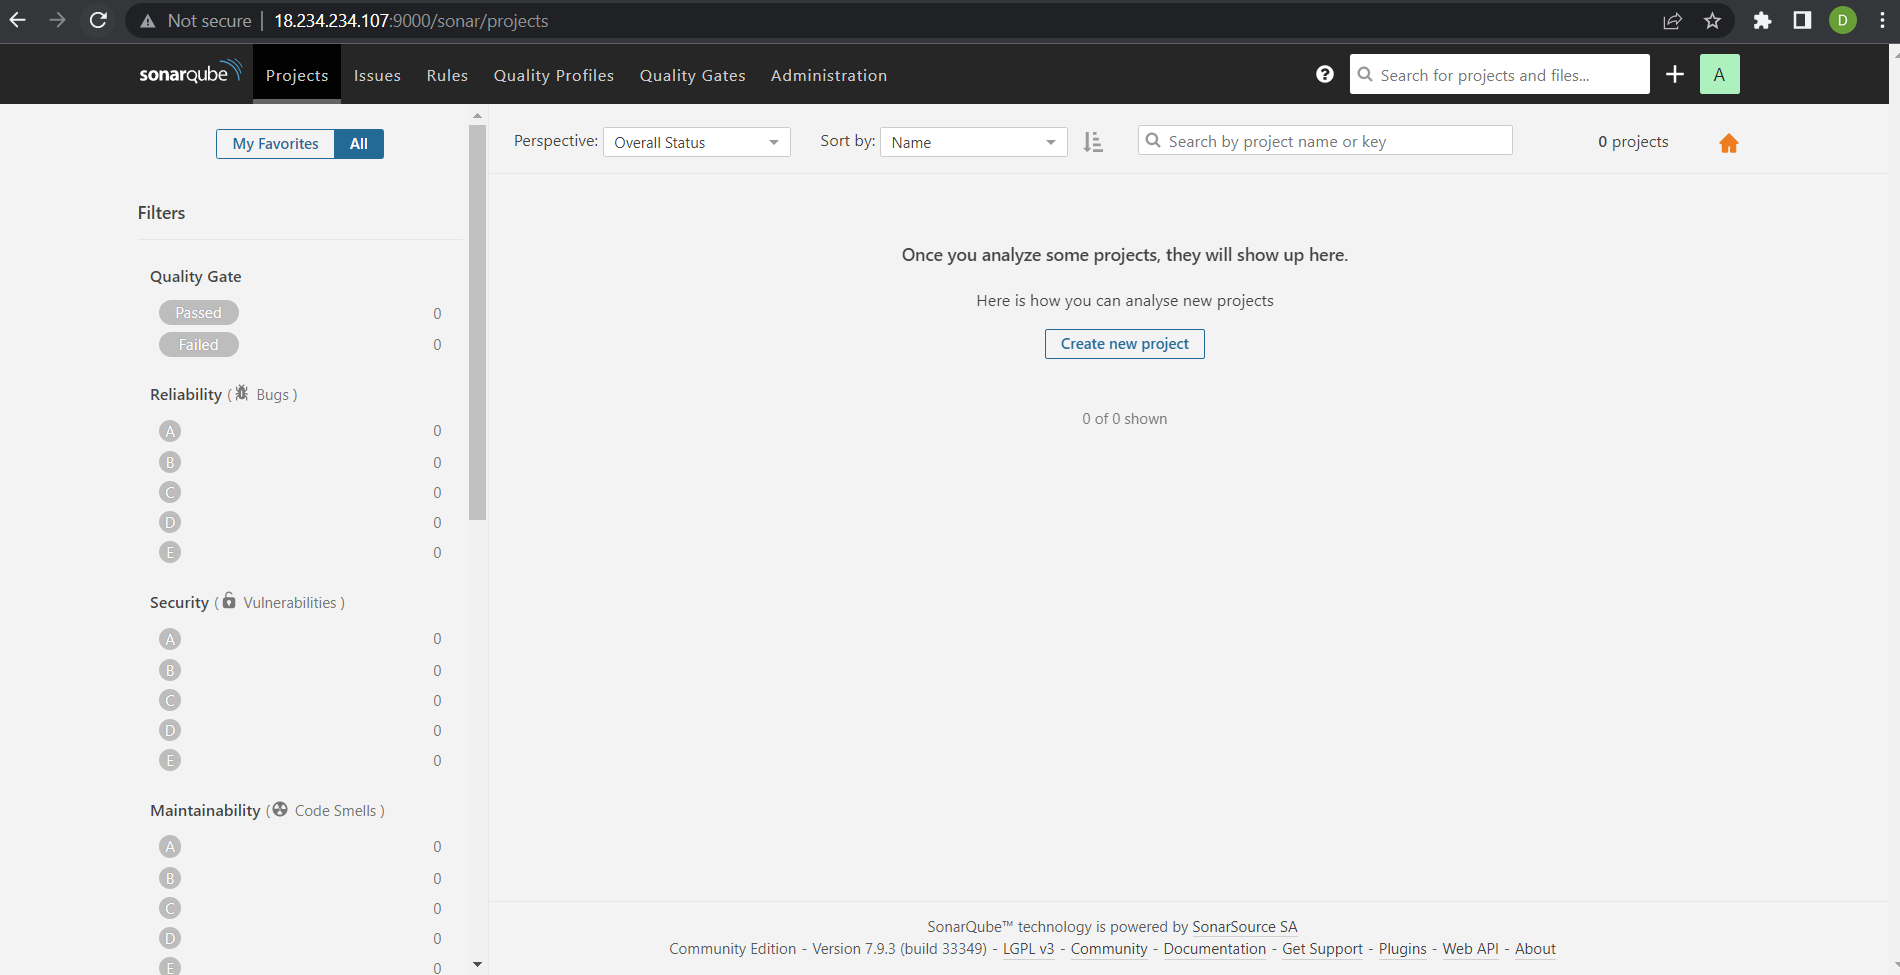 Not secure 18.234.234.107:9000/sonar/projects D
sonarqube Projects Issues Rules Quality Profiles Quality Gates Administration ? Search for projects and files... A
My Favorites All
Perspective: Overall Status Sort by: Name Search by project name or key 0 projects
Filters
Quality Gate
Passed 0
Failed 0
Reliability ( Bugs )
A 0
B 0
C 0
D 0
E 0
Security ( Vulnerabilities )
A 0
B 0
C 0
D 0
E 0
Maintainability ( Code Smells )
A 0
B 0
C 0
D 0
E 0
Once you analyze some projects, they will show up here.
Here is how you can analyse new projects
Create new project
0 of 0 shown
SonarQube™ technology is powered by SonarSource SA
Community Edition - Version 7.9.3 (build 33349) - LGPL v3 - Community - Documentation - Get Support - Plugins - Web API - About